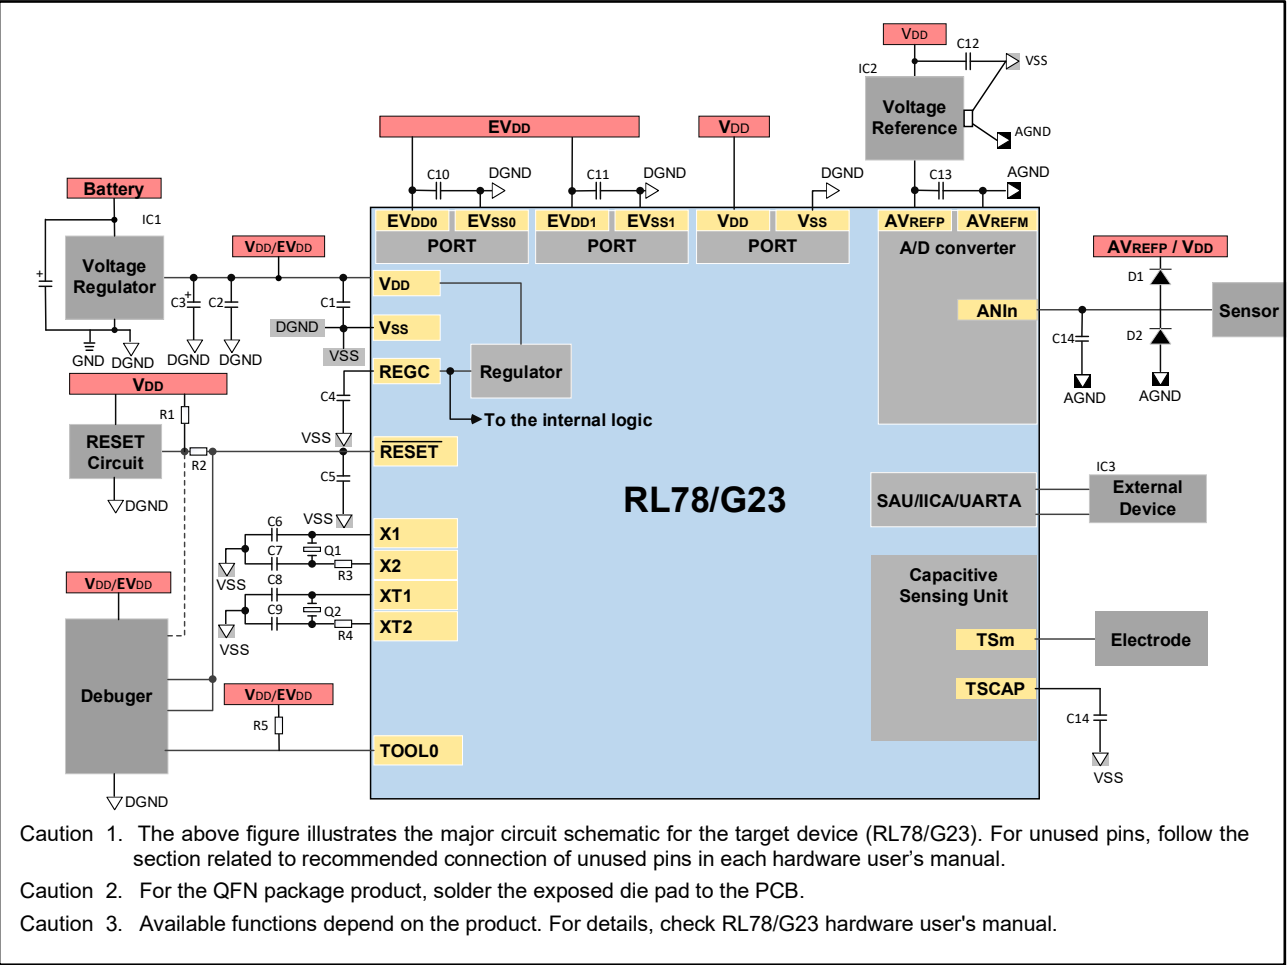 VDD
C12
VSS
IC2
Voltage
Reference
AGND
EVDD
VDD
C10
DGND
C11
DGND
DGND
C13
AGND
Battery
IC1
EVDD0
EVSS0
PORT
EVDD1
EVSS1
PORT
VDD
VSS
PORT
AVREFP
AVREFM
A/D converter
Voltage
Regulator
+
VDD/EVDD
C3
+
C2
C1
VDD
AVREFP / VDD
D1
ANIn
Sensor
DGND
VSS
VSS
C14
D2
GND
DGND
DGND
DGND
REGC
Regulator
AGND
AGND
VDD
R1
C4
To the internal logic
VSS
RESET
Circuit
R2
RESET
C5
DGND
VSS
RL78/G23
SAU/IICA/UARTA
IC3
External
Device
C6
C7
Q1
R3
X1
X2
VSS
C8
C9
Q2
R4
XT1
XT2
VSS
Capacitive
Sensing Unit
TSm
Electrode
TSCAP
C14
VSS
VDD/EVDD
Debuger
VDD/EVDD
R5
TOOL0
DGND
Caution 1. The above figure illustrates the major circuit schematic for the target device (RL78/G23). For unused pins, follow the
section related to recommended connection of unused pins in each hardware user’s manual.
Caution 2. For the QFN package product, solder the exposed die pad to the PCB.
Caution 3. Available functions depend on the product. For details, check RL78/G23 hardware user's manual.